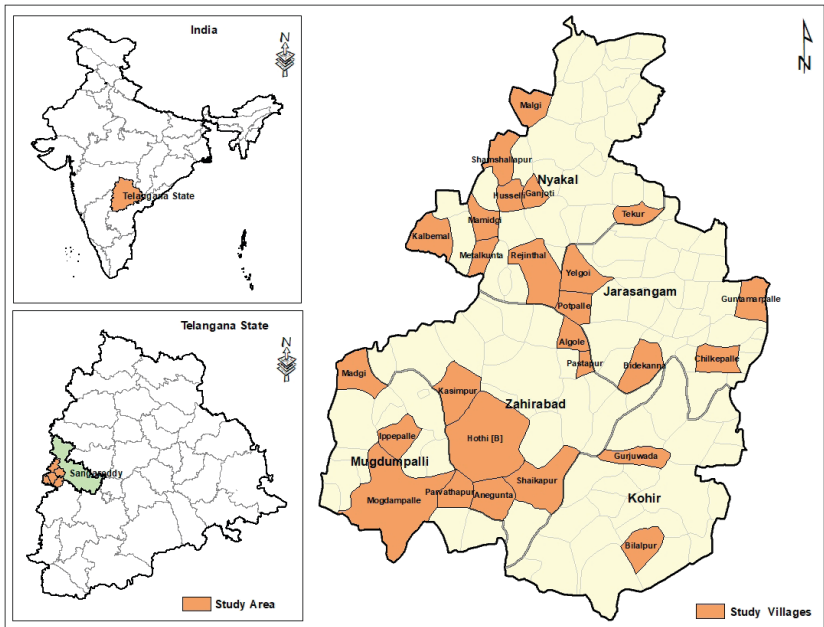 India
N
Telangana State
Telangana State
N
Sangareddy
Study Area
N
Malgi
Shamshallapur
Nyakal
Husselli
Ganjoti
Tekur
Mamidgi
Kalbemal
Metalkunta
Rejinthal
Yelgoi
Jarasangam
Guntamarpalle
Potpalle
Algole
Pastapur
Bidekanna
Chilkepalle
Madgi
Kasimpur
Zahirabad
Ippepalle
Hothi [B]
Mugdumpalli
Gurjuwada
Mogdampalle
Parvathapur
Anegunta
Shaikapur
Kohir
Bilalpur
Study Villages